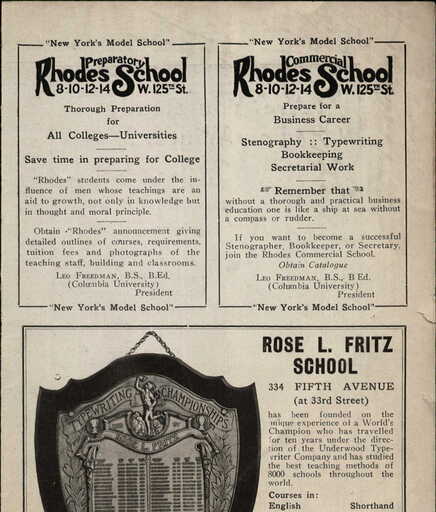 "New York's Model School"
Preparatory
Rhodes School
8-10-12-14 W. 125TH St.
Thorough Preparation
for
All Colleges—Universities
Save time in preparing for College
"Rhodes" students come under the in-
fluence of men whose teachings are an
aid to growth, not only in knowledge but
in thought and moral principle.
Obtain "Rhodes" announcement giving
detailed outlines of courses, requirements,
tuition fees and photographs of the
teaching staff, building and classrooms.
Leo Freedman, B.S., B.Ed.
(Columbia University)
President
"New York's Model School"
"New York's Model School"
Commercial
Rhodes School
8-10-12-14 W. 125TH St.
Prepare for a
Business Career
Stenography :: Typewriting
Bookkeeping
Secretarial Work
Remember that
without a thorough and practical business
education one is like a ship at sea without
a compass or rudder.
If you want to become a successful
Stenographer, Bookkeeper, or Secretary,
join the Rhodes Commercial School.
Obtain Catalogue
Leo Freedman, B.S., B Ed.
(Columbia University)
President
"New York's Model School"
TYPEWRITING CHAMPIONSHIPS
ROSE L. FRITZ
ROSE L. FRITZ
SCHOOL
334 FIFTH AVENUE
(at 33rd Street)
has been founded on the
unique experience of a World's
Champion who has travelled
for ten years under the direc-
tion of the Underwood Type-
writer Company and has studied
the best teaching methods of
8000 schools throughout the
world.
Courses in:
English Shorthand